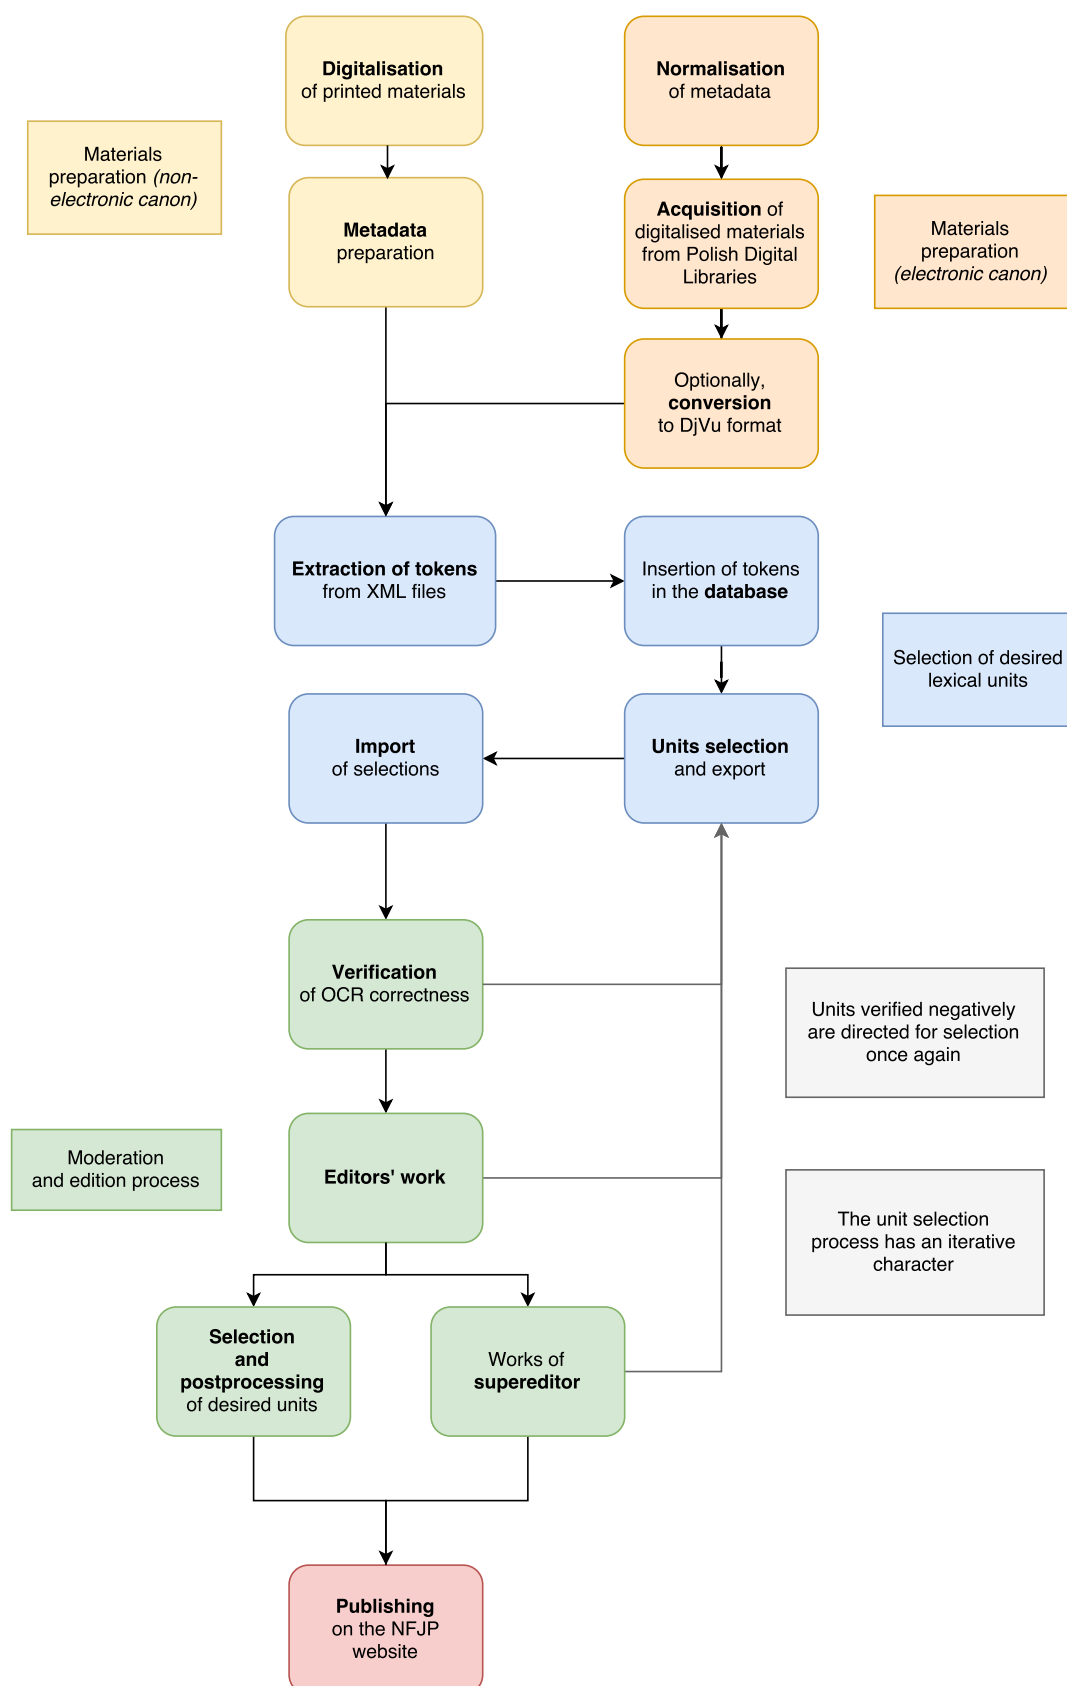 Digitalisation
of printed materials
Normalisation
of metadata
Materials
preparation (non-
electronic canon)
Metadata
preparation
Acquisition of
digitalised materials
from Polish Digital
Libraries
Materials
preparation
(electronic canon)
Optionally,
conversion
to DjVu format
Extraction of tokens
from XML files
Insertion of tokens
in the database
Selection of desired
lexical units
Import
of selections
Units selection
and export
Verification
of OCR correctness
Units verified negatively
are directed for selection
once again
Moderation
and edition process
Editors' work
The unit selection
process has an iterative
character
Selection
and
postprocessing
of desired units
Works of
supereditor
Publishing
on the NFJP
website